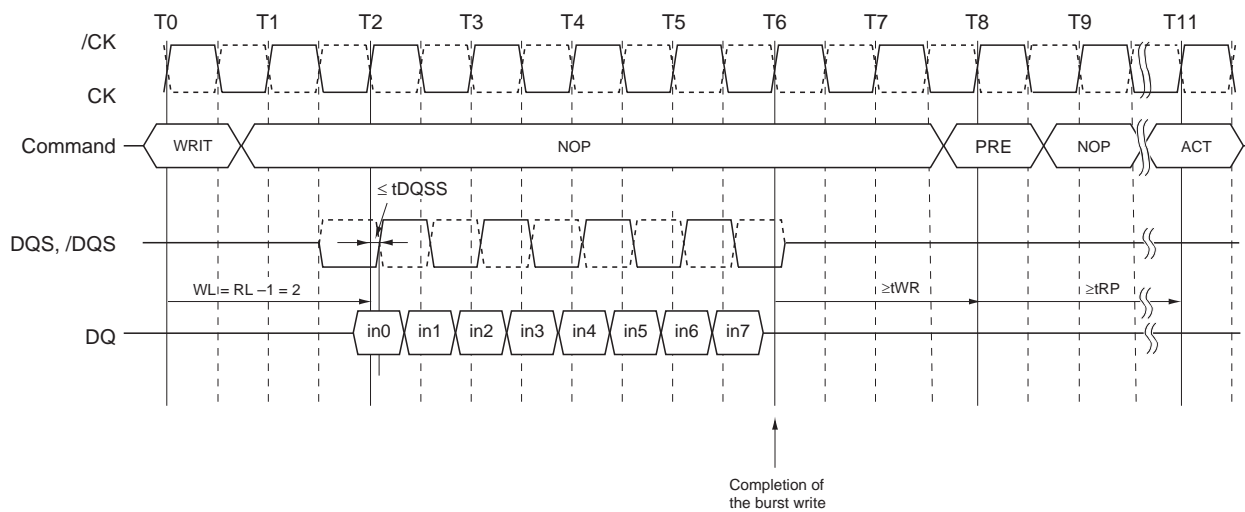 T0 T1 T2 T3 T4 T5 T6 T7 T8 T9 T11
/CK
CK
Command WRIT NOP PRE NOP ACT
≤ tDQSS
DQS, /DQS
WL = RL –1 = 2 ≥tWR ≥tRP
DQ in0 in1 in2 in3 in4 in5 in6 in7
Completion of
the burst write